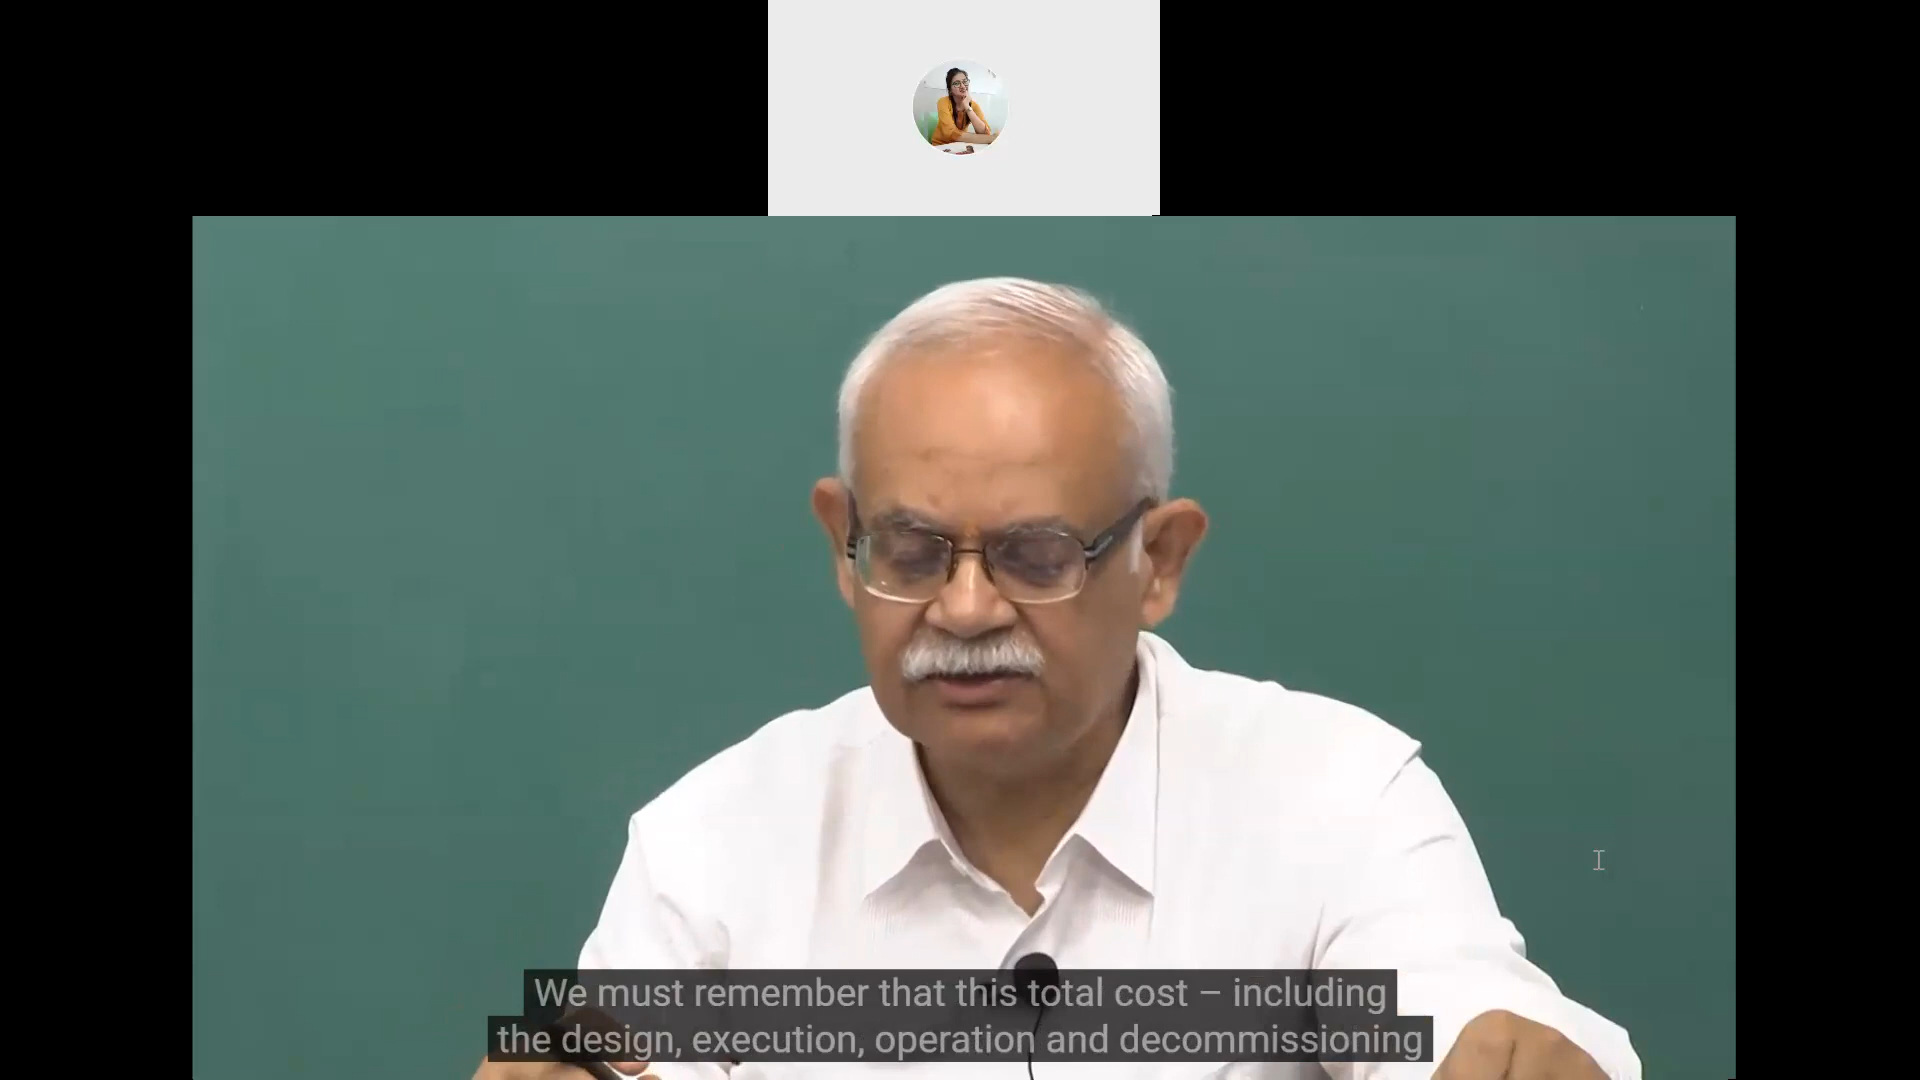 We must remember that this total cost – including
the design, execution, operation and decommissioning